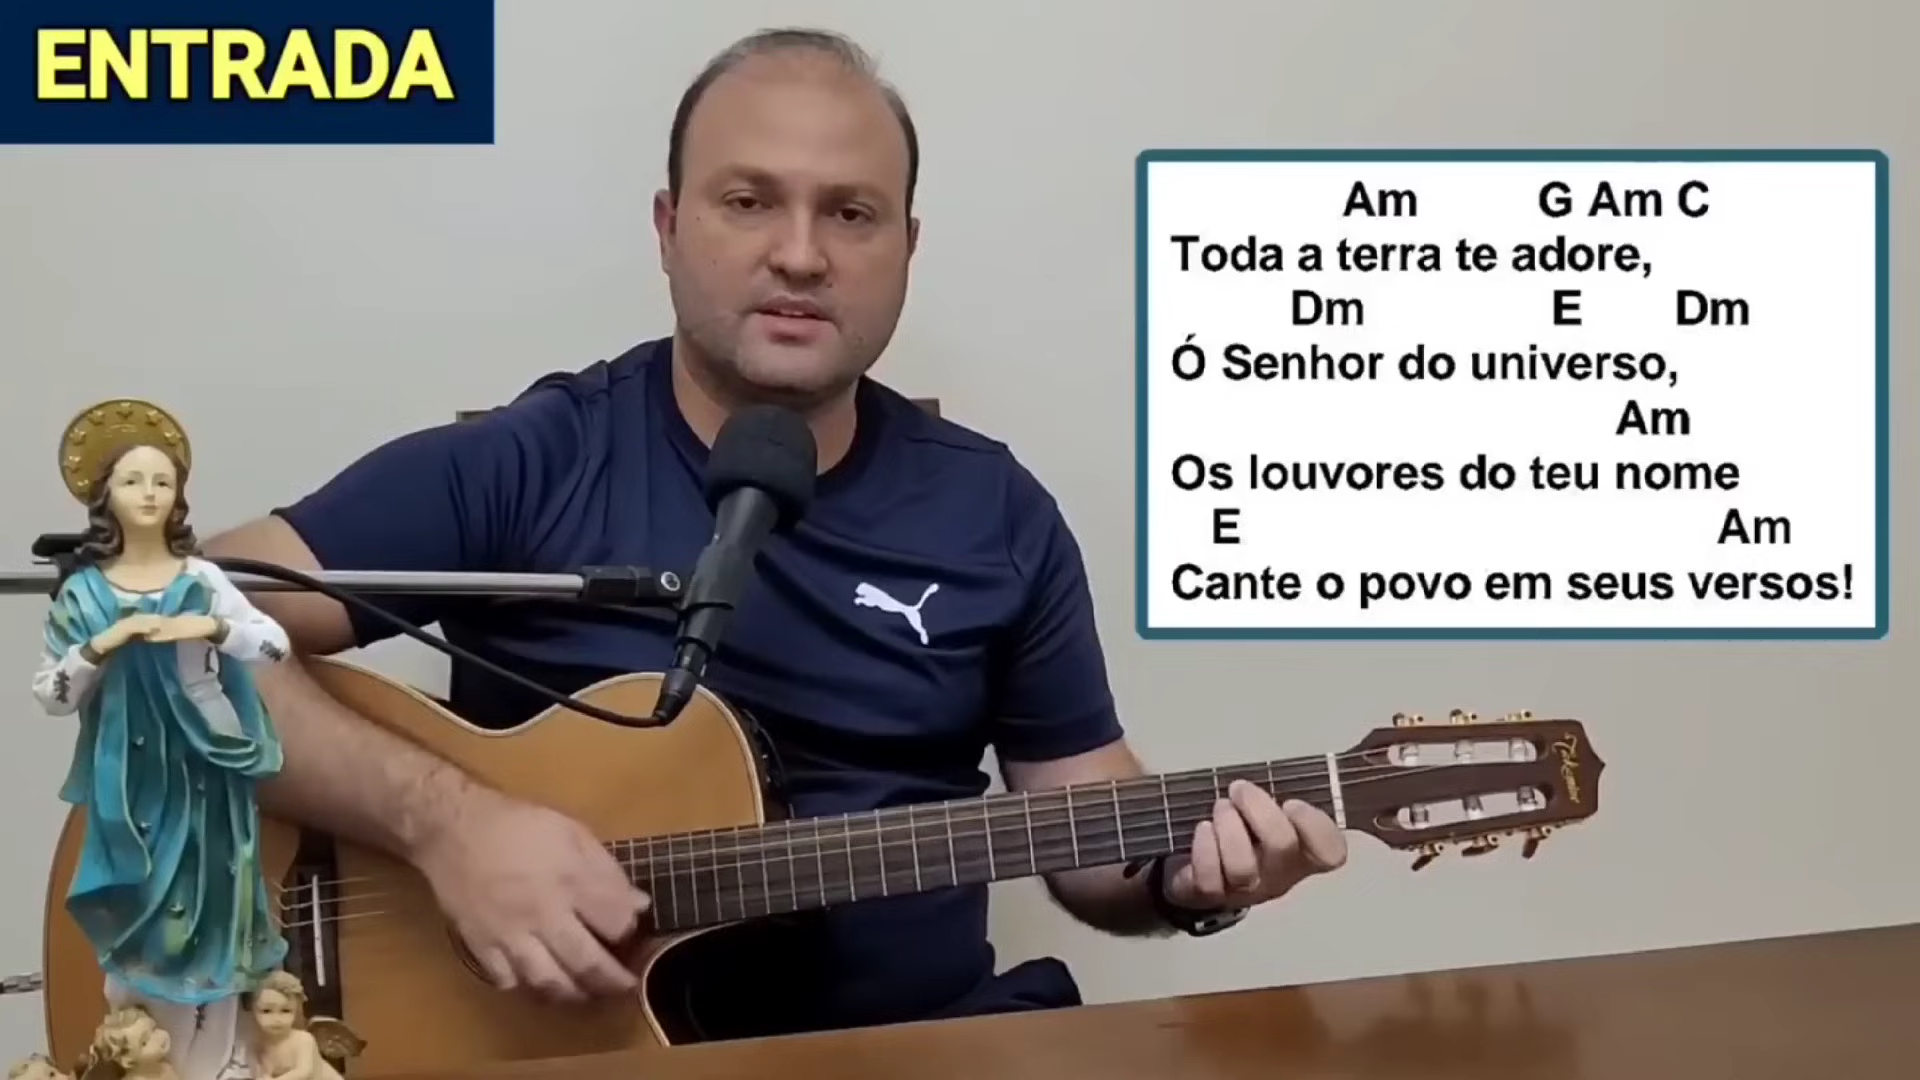 ENTRADA
Am G Am C
Toda a terra te adore,
Dm E Dm
Ó Senhor do universo,
Am
Os louvores do teu nome
E Am
Cante o povo em seus versos!
Takamine